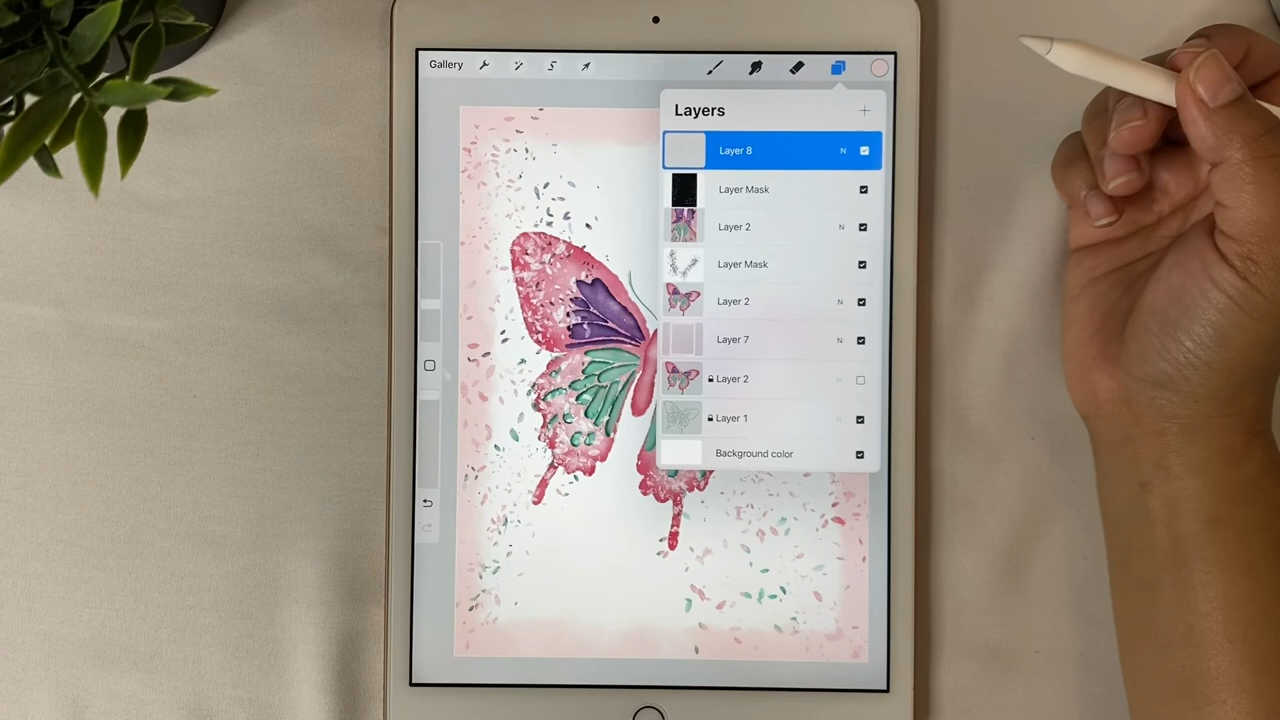 Gallery
Layers
Layer 8 N
Layer Mask
Layer 2 N
Layer Mask
Layer 2 N
Layer 7 N
Layer 2 N
Layer 1 N
Background color